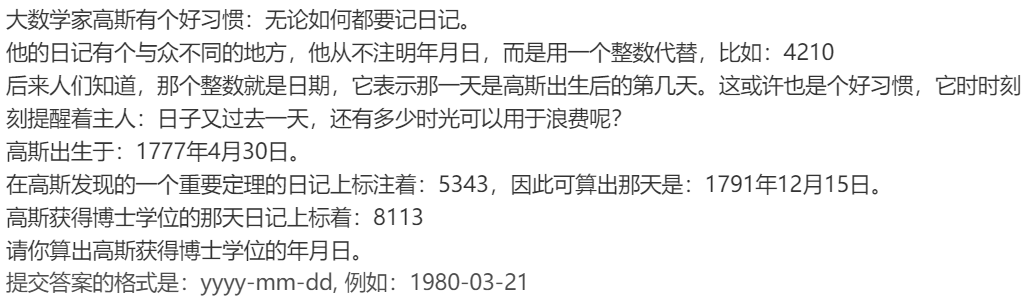 大数学家高斯有个好习惯：无论如何都要记日记。
他的日记有个与众不同的地方，他从不注明年月日，而是用一个整数代替，比如：4210
后来人们知道，那个整数就是日期，它表示那一天是高斯出生后的第几天。这或许也是个好习惯，它时时刻
刻提醒着主人：日子又过去一天，还有多少时光可以用于浪费呢？
高斯出生于：1777年4月30日。
在高斯发现的一个重要定理的日记上标注着：5343，因此可算出那天是：1791年12月15日。
高斯获得博士学位的那天日记上标着：8113
请你算出高斯获得博士学位的年月日。
提交答案的格式是：yyyy-mm-dd, 例如：1980-03-21